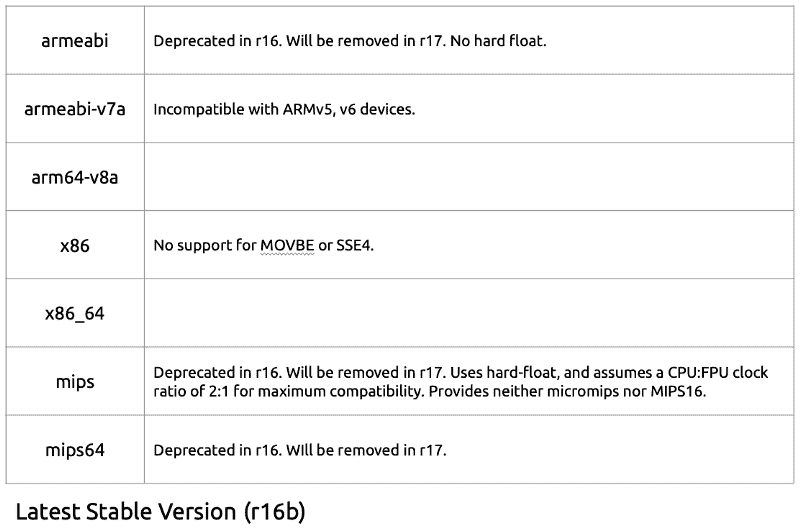 armeabi
Deprecated in r16. Will be removed in r17. No hard float.
armeabi-v7a
Incompatible with ARMv5, v6 devices.
arm64-v8a
x86
No support for MOVBE or SSE4.
x86_64
mips
Deprecated in r16. Will be removed in r17. Uses hard-float, and assumes a CPU:FPU clock
ratio of 2:1 for maximum compatibility. Provides neither micromips nor MIPS16.
mips64
Deprecated in r16. WIll be removed in r17.
Latest Stable Version (r16b)